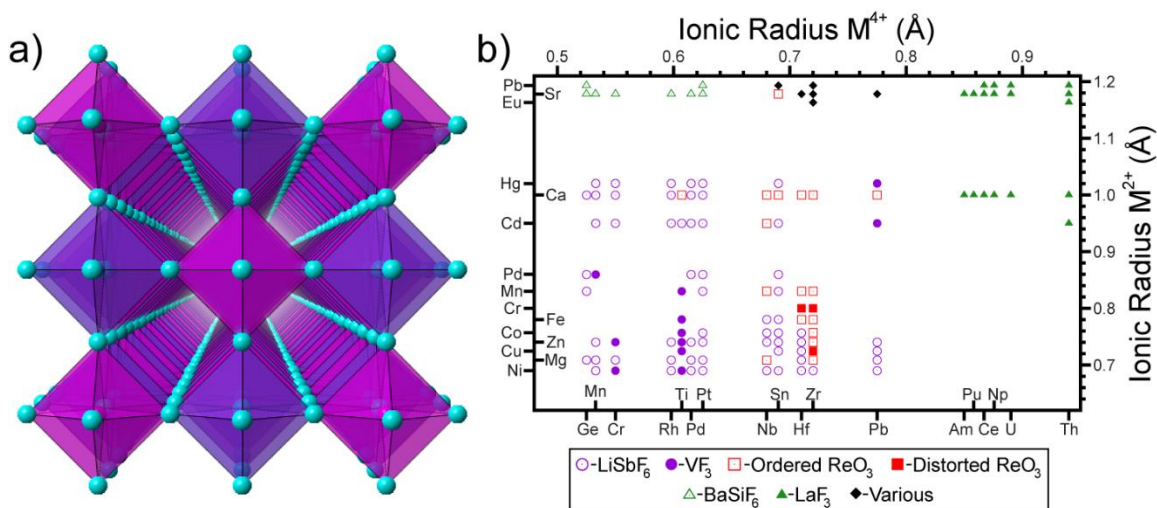 a)
b)
Ionic Radius M⁴⁺ (Å)
0.5 0.6 0.7 0.8 0.9
Pb
Sr
Eu
Hg
Ca
Cd
Pd
Mn
Cr
Fe
Co
Zn
Cu
Mg
Ni
1.2
1.1
1.0
0.9
0.8
0.7
Ionic Radius M²⁺ (Å)
Mn Ti Pt Sn Zr Pu Np
Ge Cr Rh Pd Nb Hf Pb Am Ce U Th
-LiSbF₆ -VF₃ -Ordered ReO₃ -Distorted ReO₃
-BaSiF₆ -LaF₃ -Various